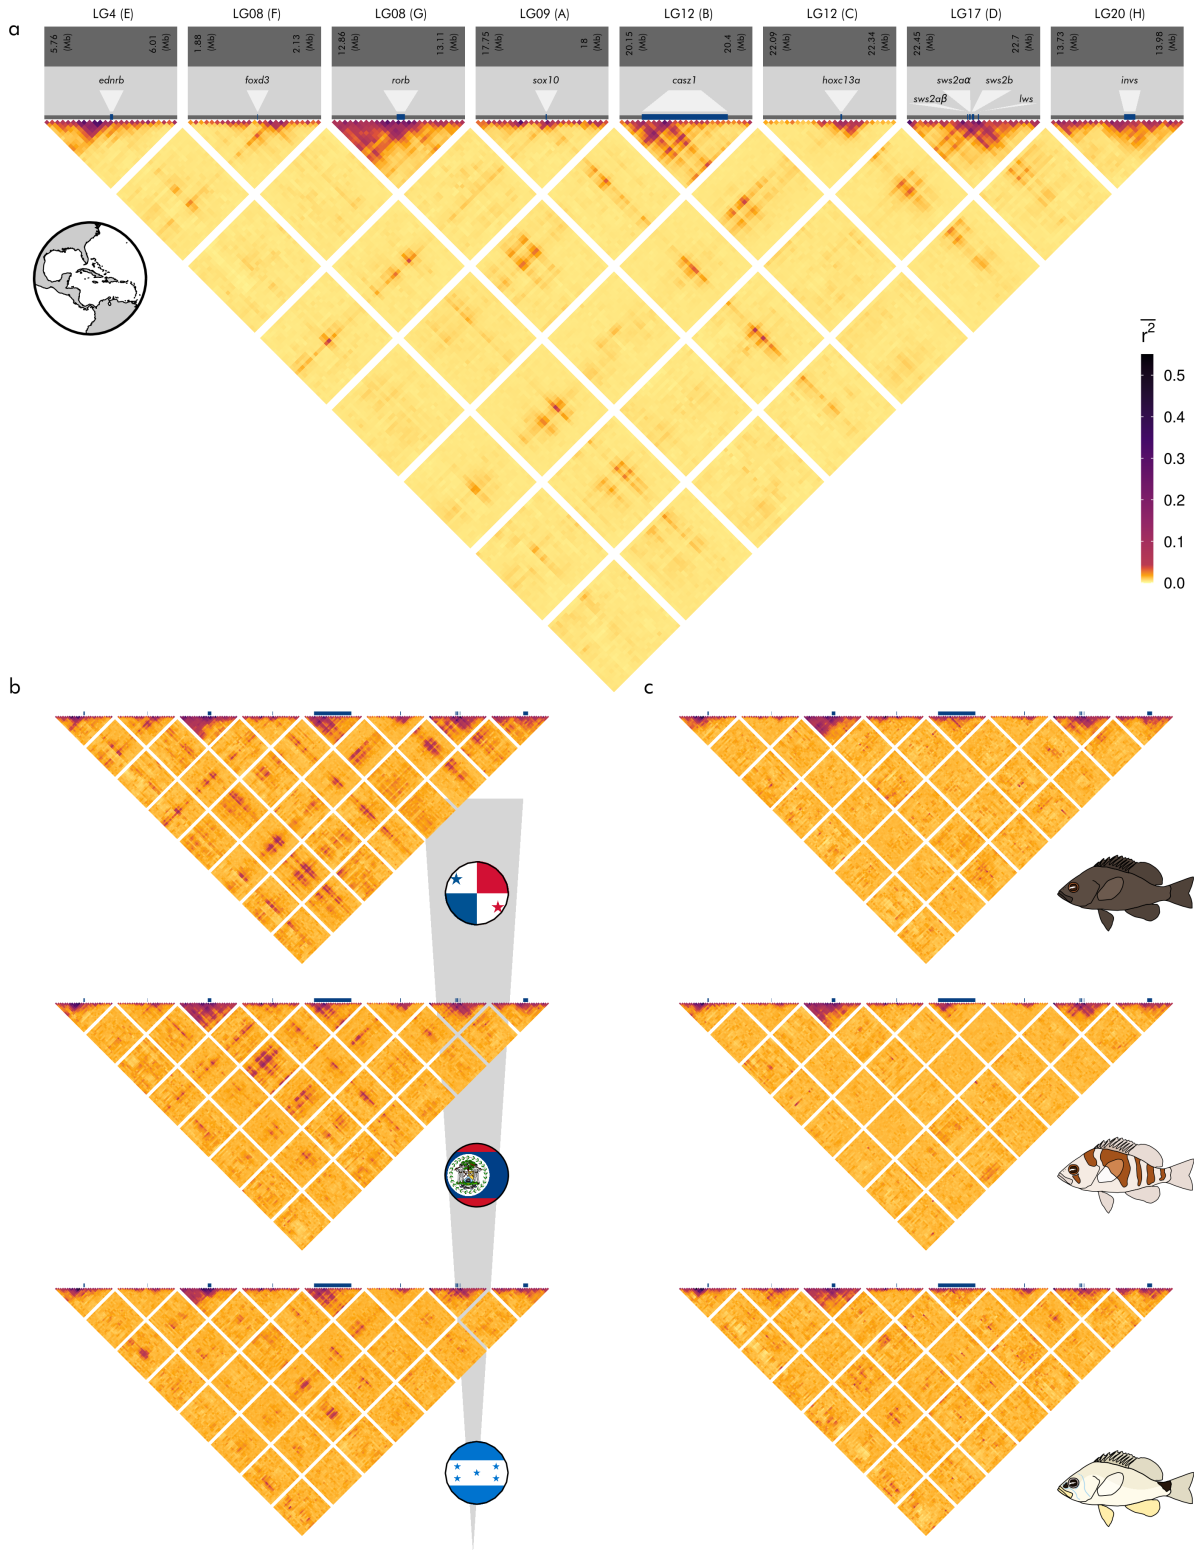 a
LG4 (E) LG08 (F) LG08 (G) LG09 (A) LG12 (B) LG12 (C) LG17 (D) LG20 (H)
5.76 (Mb) 6.01 (Mb) 1.88 (Mb) 2.13 (Mb) 12.86 (Mb) 13.11 (Mb) 17.75 (Mb) 18 (Mb) 20.15 (Mb) 20.4 (Mb) 22.09 (Mb) 22.34 (Mb) 22.45 (Mb) 22.7 (Mb) 13.73 (Mb) 13.98 (Mb)
ednrb foxd3 rorb sox10 casz1 hoxc13a sws2aα sws2b invs
sws2aβ lws
r²
0.5
0.4
0.3
0.2
0.1
0.0
b c